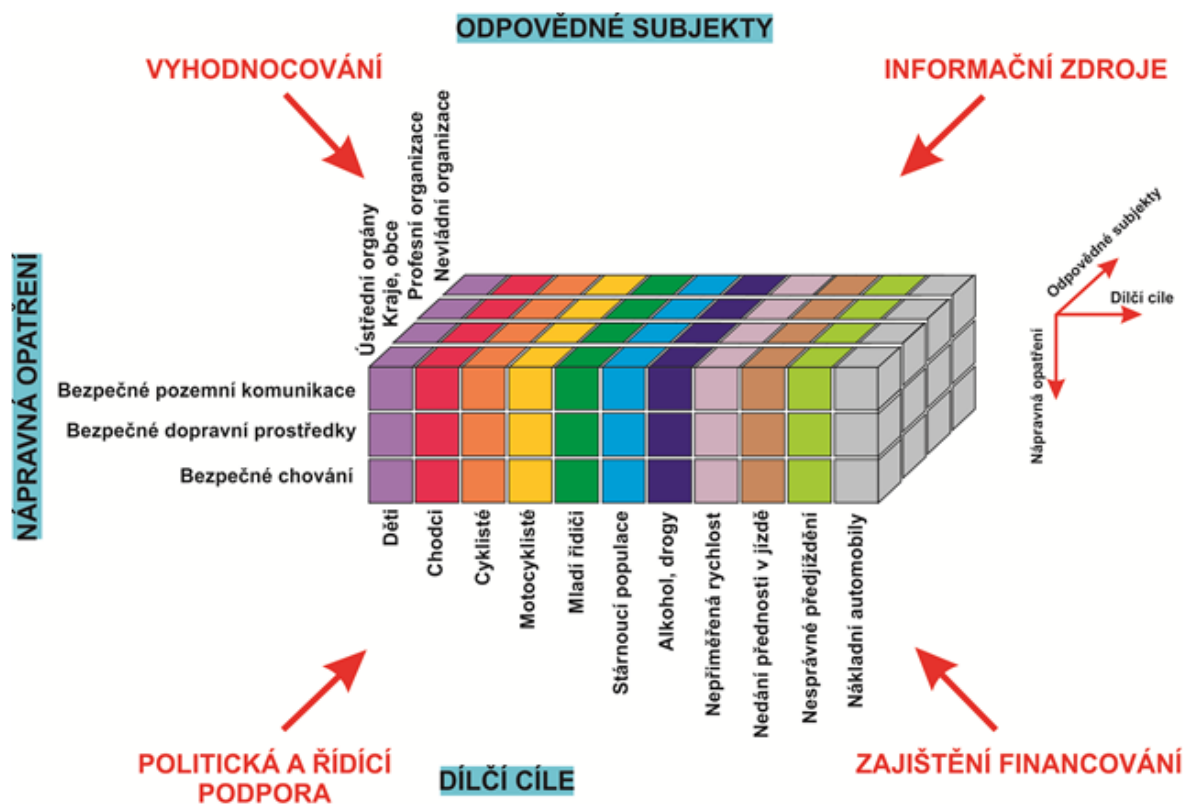 ODPOVĚDNÉ SUBJEKTY
VYHODNOCOVÁNÍ
INFORMAČNÍ ZDROJE
Ústřední orgány
Kraje, obce
Profesní organizace
Nevládní organizace
NÁPRAVNÁ OPATŘENÍ
Bezpečné pozemní komunikace
Bezpečné dopravní prostředky
Bezpečné chování
Odpovědné subjekty
Dílčí cíle
Nápravná opatření
Děti
Chodci
Cyklisté
Motocyklisté
Mladí řidiči
Stárnoucí populace
Alkohol, drogy
Nepřiměřená rychlost
Nedání přednosti v jízdě
Nesprávné předjíždění
Nákladní automobily
POLITICKÁ A ŘÍDÍCÍ
PODPORA
DÍLČÍ CÍLE
ZAJIŠTĚNÍ FINANCOVÁNÍ